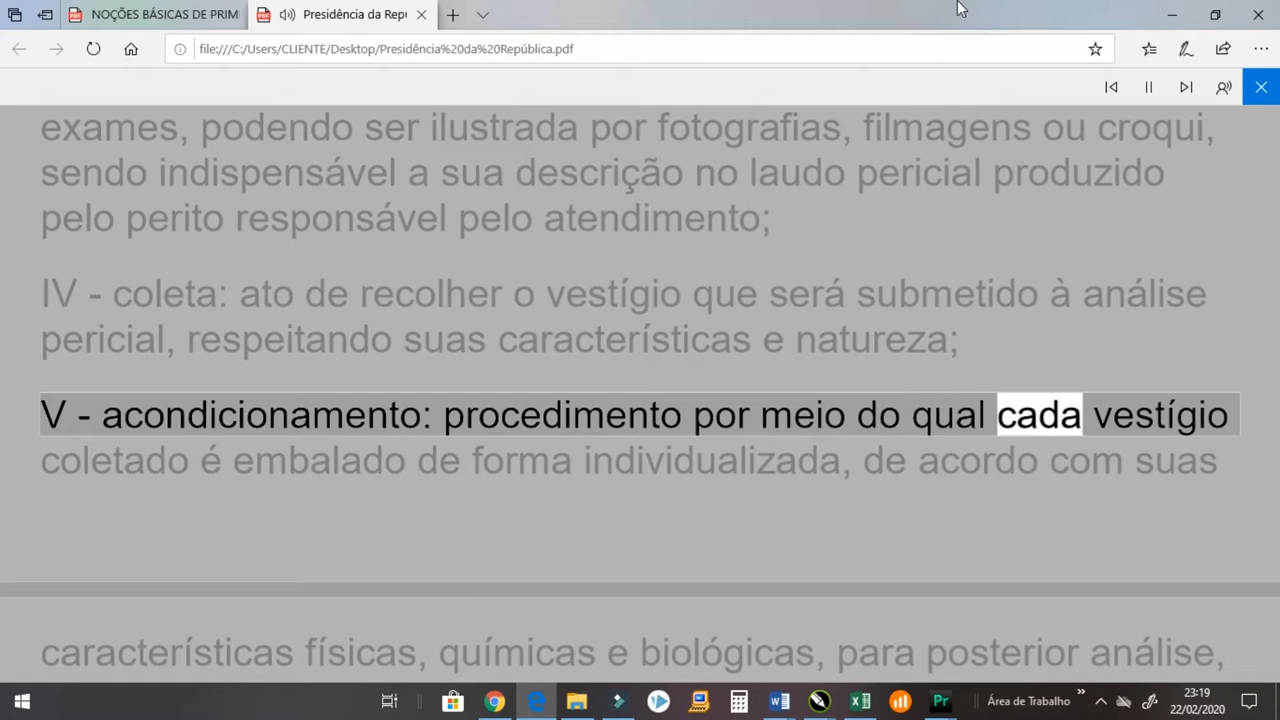 NOÇÕES BÁSICAS DE PRIM
Presidência da Repú
file:///C:/Users/CLIENTE/Desktop/Presidência%20da%20República.pdf
exames, podendo ser ilustrada por fotografias, filmagens ou croqui,
sendo indispensável a sua descrição no laudo pericial produzido
pelo perito responsável pelo atendimento;
IV - coleta: ato de recolher o vestígio que será submetido à análise
pericial, respeitando suas características e natureza;
V - acondicionamento: procedimento por meio do qual cada vestígio
coletado é embalado de forma individualizada, de acordo com suas
características físicas, químicas e biológicas, para posterior análise,
Pr
Área de Trabalho
23:19
22/02/2020